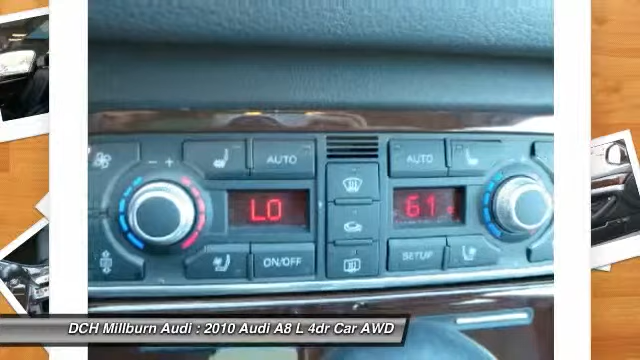 - +
AUTO
AUTO
LO
61
ON/OFF
SETUP
DCH Millburn Audi : 2010 Audi A8 L 4dr Car AWD